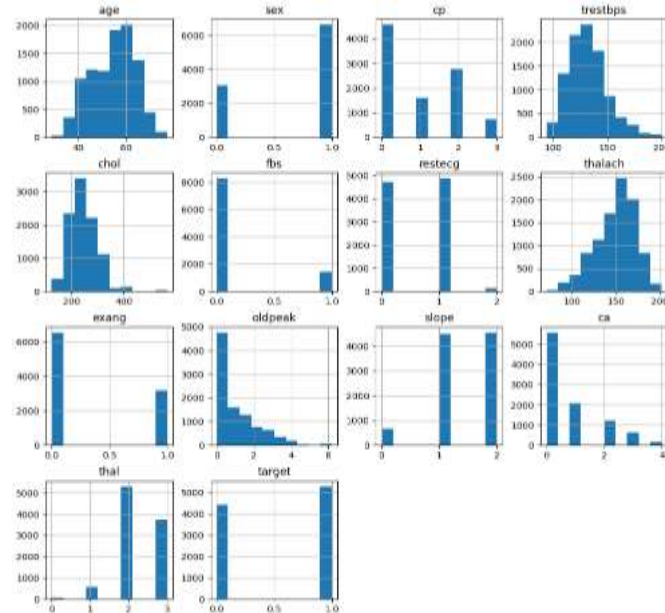 age sex cp trestbps
2000 1500 1000 500 0
40 60
6000 4000 2000 0
0.0 0.5 1.0
4000 3000 2000 1000 0
0 1 2 3
2000 1500 1000 500 0
100 150 200
chol fbs restecg thalach
3000 2000 1000 0
200 400
8000 6000 4000 2000 0
0.0 0.5 1.0
5000 4000 3000 2000 1000 0
0 1 2
2500 2000 1500 1000 500 0
100 150 200
exang oldpeak slope ca
6000 4000 2000 0
0.0 0.5 1.0
5000 4000 3000 2000 1000 0
0 2 4 6
4000 3000 2000 1000 0
0 1 2
5000 4000 3000 2000 1000 0
0 2 4
thal target
5000 4000 3000 2000 1000 0
0 1 2 3
5000 4000 3000 2000 1000 0
0.0 0.5 1.0